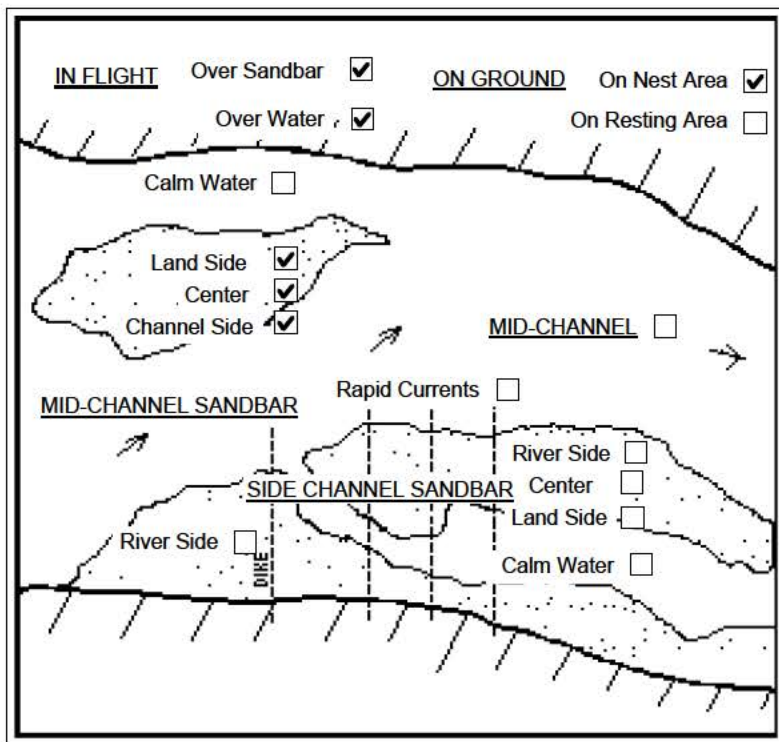 IN FLIGHT Over Sandbar ON GROUND On Nest Area
Over Water On Resting Area
Calm Water
Land Side
Center
Channel Side
MID-CHANNEL
Rapid Currents
MID-CHANNEL SANDBAR
River Side
SIDE CHANNEL SANDBAR Center
Land Side
River Side
DIKE
Calm Water